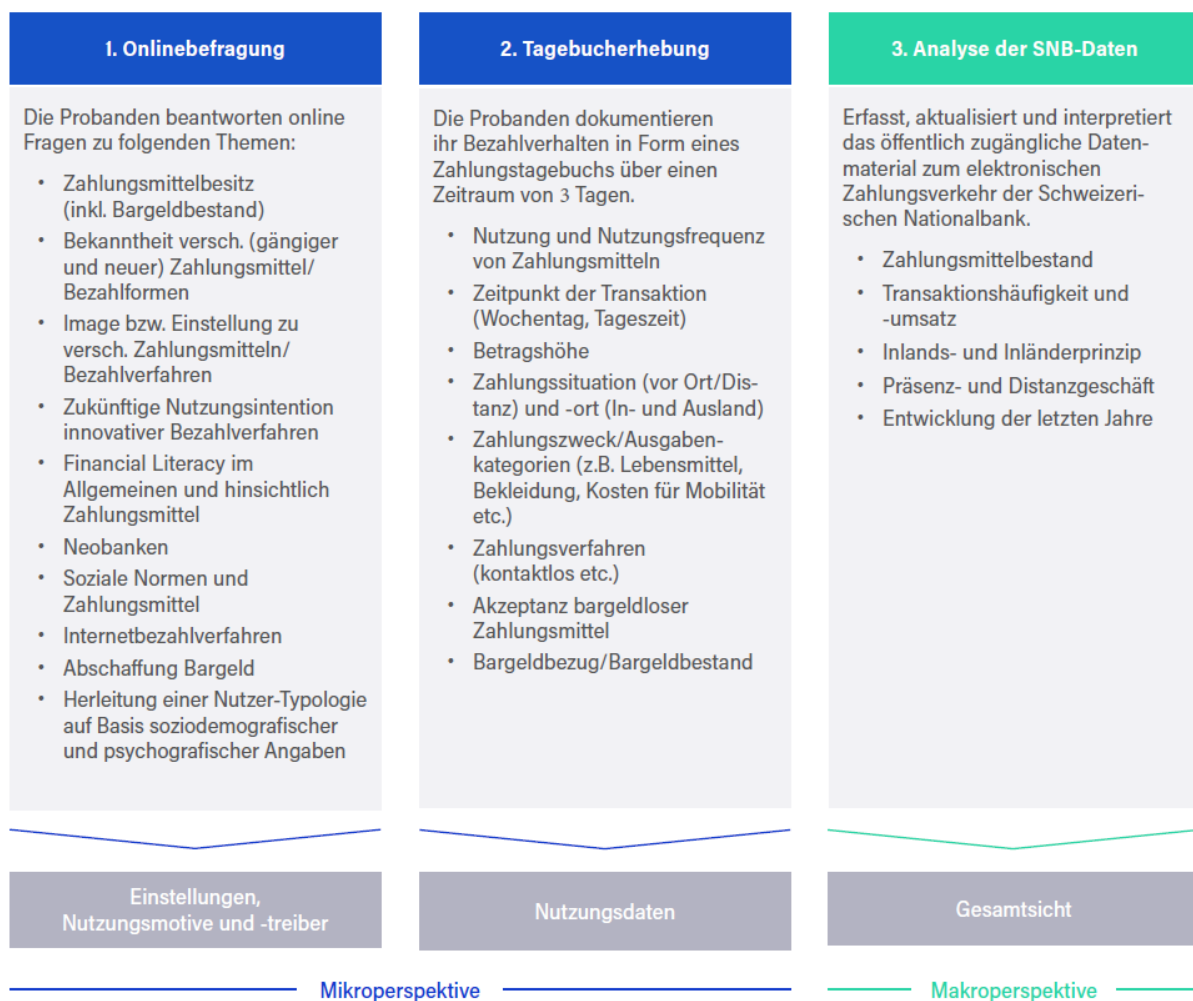 1. Onlinebefragung
Die Probanden beantworten online
Fragen zu folgenden Themen:
• Zahlungsmittelbesitz
(inkl. Bargeldbestand)
• Bekanntheit versch. (gängiger
und neuer) Zahlungsmittel/
Bezahlformen
• Image bzw. Einstellung zu
versch. Zahlungsmitteln/
Bezahlverfahren
• Zukünftige Nutzungsintention
innovativer Bezahlverfahren
• Financial Literacy im
Allgemeinen und hinsichtlich
Zahlungsmittel
• Neobanken
• Soziale Normen und
Zahlungsmittel
• Internetbezahlverfahren
• Abschaffung Bargeld
• Herleitung einer Nutzer-Typologie
auf Basis soziodemografischer
und psychografischer Angaben
Einstellungen,
Nutzungsmotive und -treiber
2. Tagebucherhebung
Die Probanden dokumentieren
ihr Bezahlverhalten in Form eines
Zahlungstagebuchs über einen
Zeitraum von 3 Tagen.
• Nutzung und Nutzungsfrequenz
von Zahlungsmitteln
• Zeitpunkt der Transaktion
(Wochentag, Tageszeit)
• Betragshöhe
• Zahlungssituation (vor Ort/Dis-
tanz) und -ort (In- und Ausland)
• Zahlungszweck/Ausgaben-
kategorien (z.B. Lebensmittel,
Bekleidung, Kosten für Mobilität
etc.)
• Zahlungsverfahren
(kontaktlos etc.)
• Akzeptanz bargeldloser
Zahlungsmittel
• Bargeldbezug/Bargeldbestand
Nutzungsdaten
3. Analyse der SNB-Daten
Erfasst, aktualisiert und interpretiert
das öffentlich zugängliche Daten-
material zum elektronischen
Zahlungsverkehr der Schweizeri-
schen Nationalbank.
• Zahlungsmittelbestand
• Transaktionshäufigkeit und
-umsatz
• Inlands- und Inländerprinzip
• Präsenz- und Distanzgeschäft
• Entwicklung der letzten Jahre
Gesamtsicht
Mikroperspektive
Makroperspektive